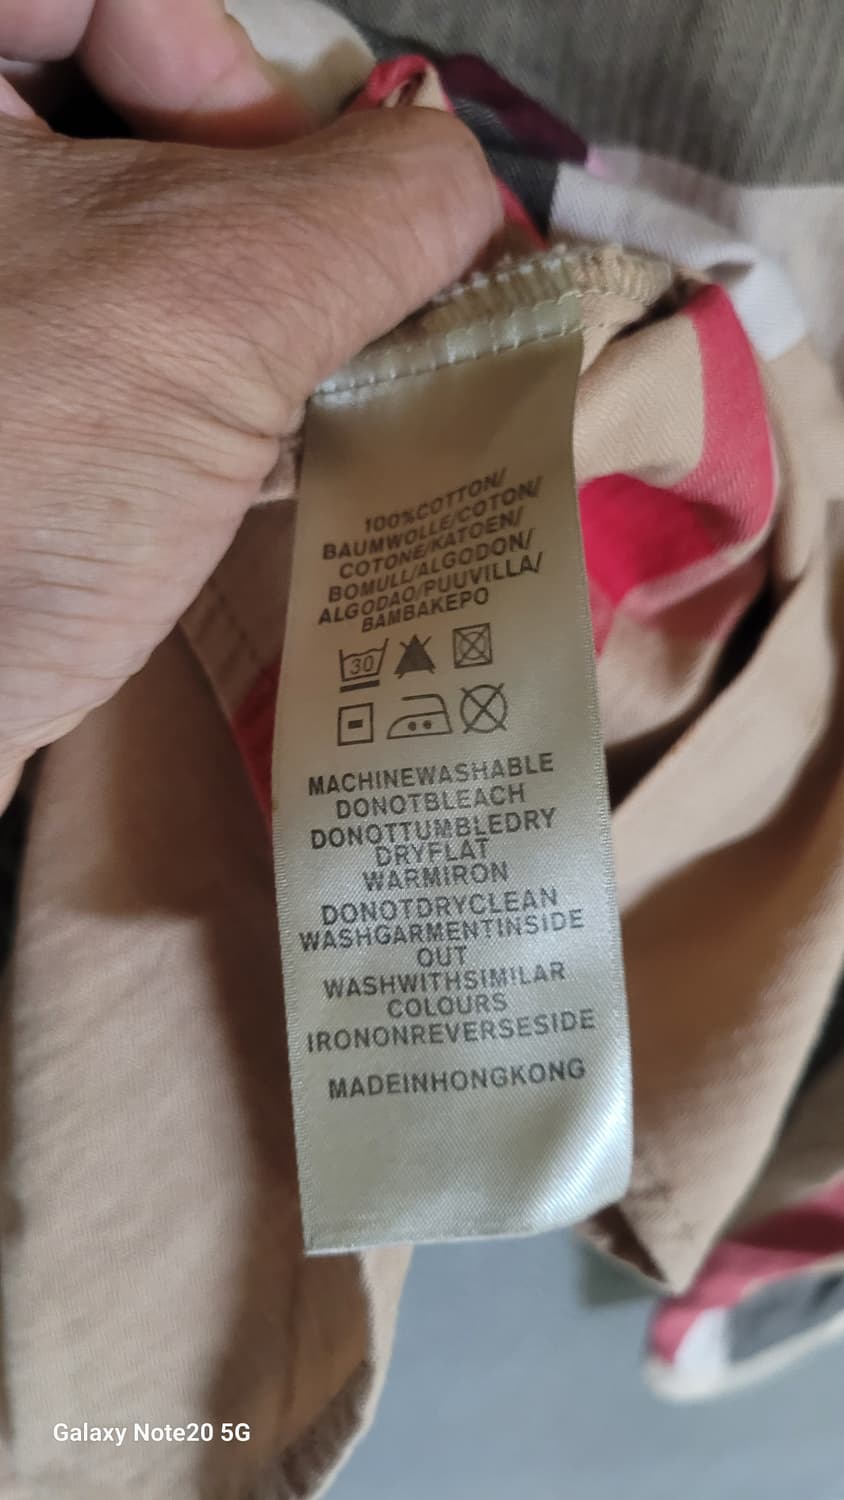 100%COTTON/
BAUMWOLLE/COTON/
COTONE/KATOEN/
BOMULL/ALGODON/
ALGODAO/PUUVILLA/
BAMBAKEPO
30
MACHINEWASHABLE
DONOTBLEACH
DONOTTUMBLEDRY
DRYFLAT
WARMIRON
DONOTDRYCLEAN
WASHGARMENTINSIDE
OUT
WASHWITHSIMILAR
COLOURS
IRONONREVERSESIDE
MADEINHONGKONG
Galaxy Note20 5G